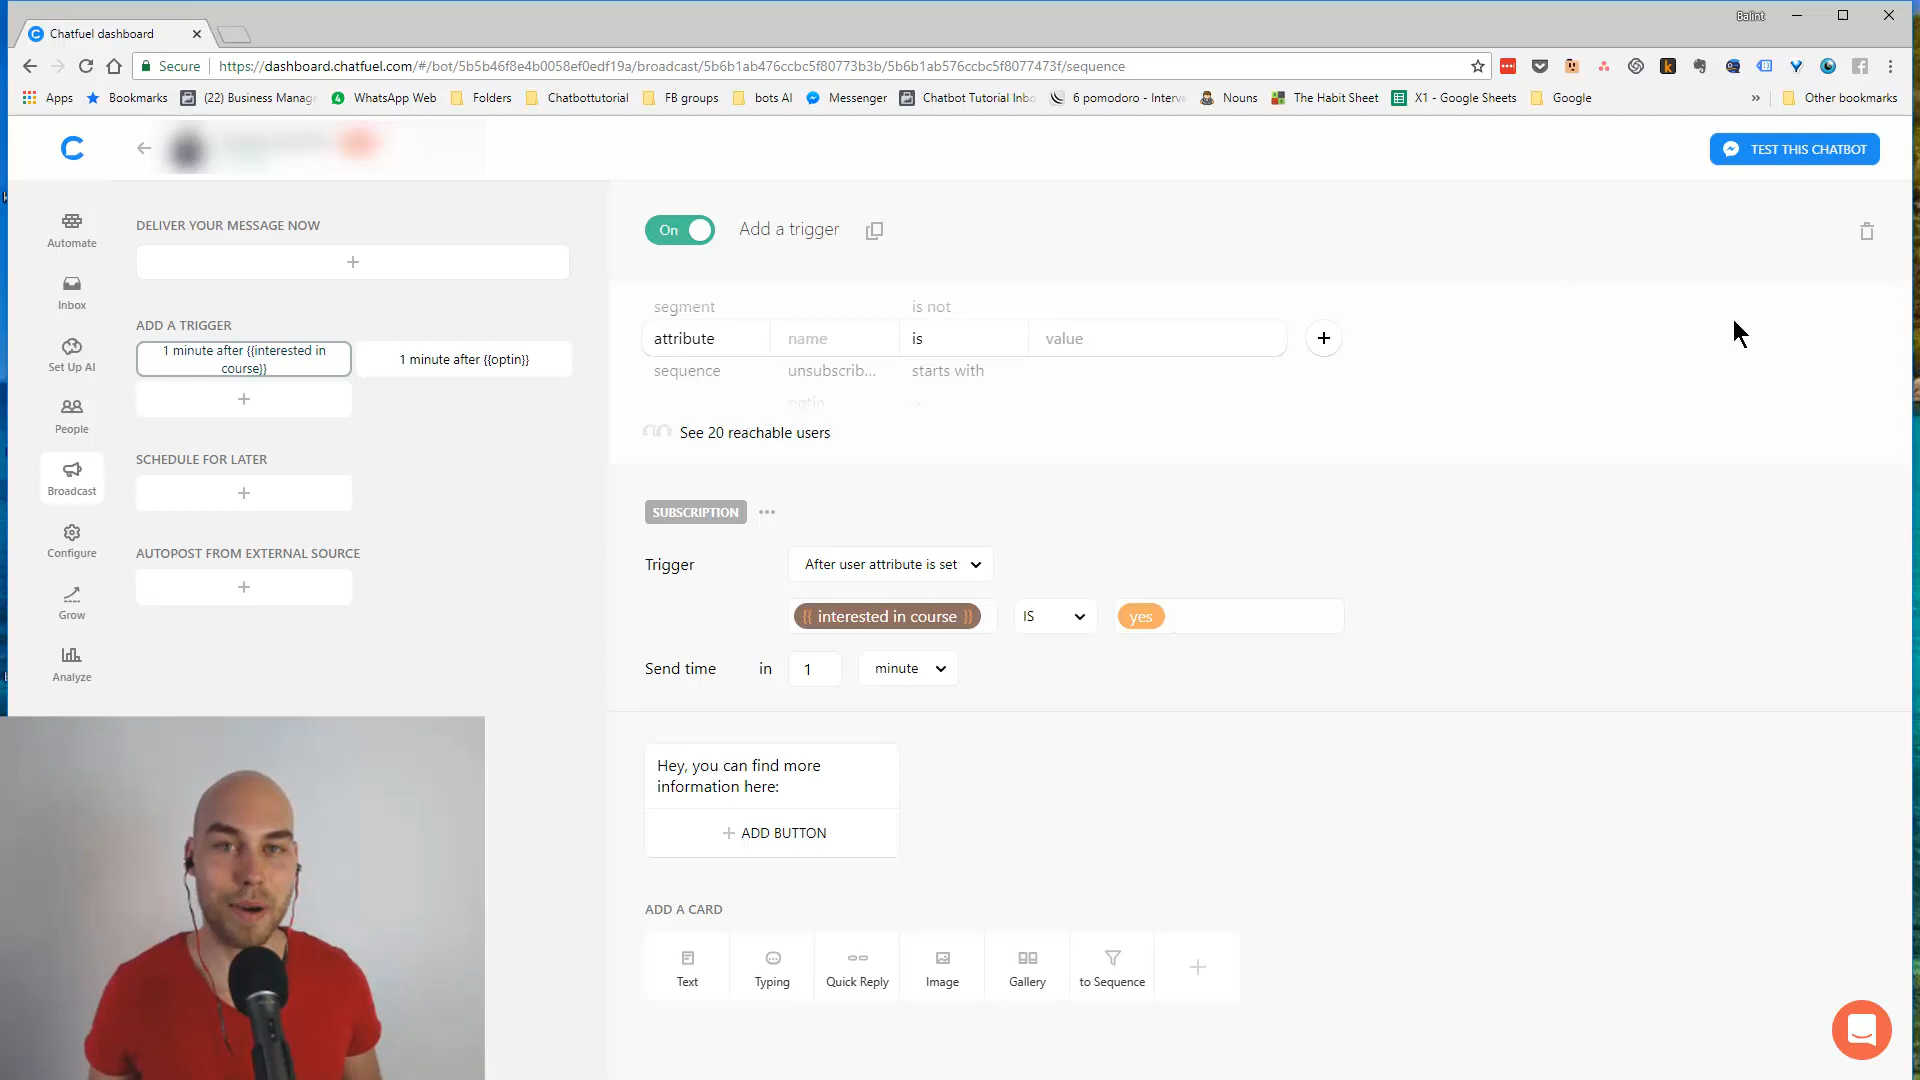 Balint
Chatfuel dashboard
Secure
https://dashboard.chatfuel.com/#/bot/5b5b46f8e4b0058ef0edf19a/broadcast/5b6b1ab476ccbc5f80773b3b/5b6b1ab576ccbc5f8077473f/sequence
Apps
Bookmarks
(22) Business Manag
WhatsApp Web
Folders
Chatbottutorial
FB groups
bots AI
Messenger
Chatbot Tutorial Inb
6 pomodoro - Interv
Nouns
The Habit Sheet
X1 - Google Sheets
Google
Other bookmarks
TEST THIS CHATBOT
Automate
Inbox
Set Up AI
People
Broadcast
Configure
Grow
Analyze
DELIVER YOUR MESSAGE NOW
ADD A TRIGGER
1 minute after {{interested in
course}}
1 minute after {{optin}}
SCHEDULE FOR LATER
AUTOPOST FROM EXTERNAL SOURCE
On
Add a trigger
segment
is not
attribute
name
is
value
sequence
unsubscrib...
starts with
optin
See 20 reachable users
SUBSCRIPTION
Trigger
After user attribute is set
{{ interested in course }}
IS
yes
Send time
in
1
minute
Hey, you can find more
information here:
ADD BUTTON
ADD A CARD
Text
Typing
Quick Reply
Image
Gallery
to Sequence